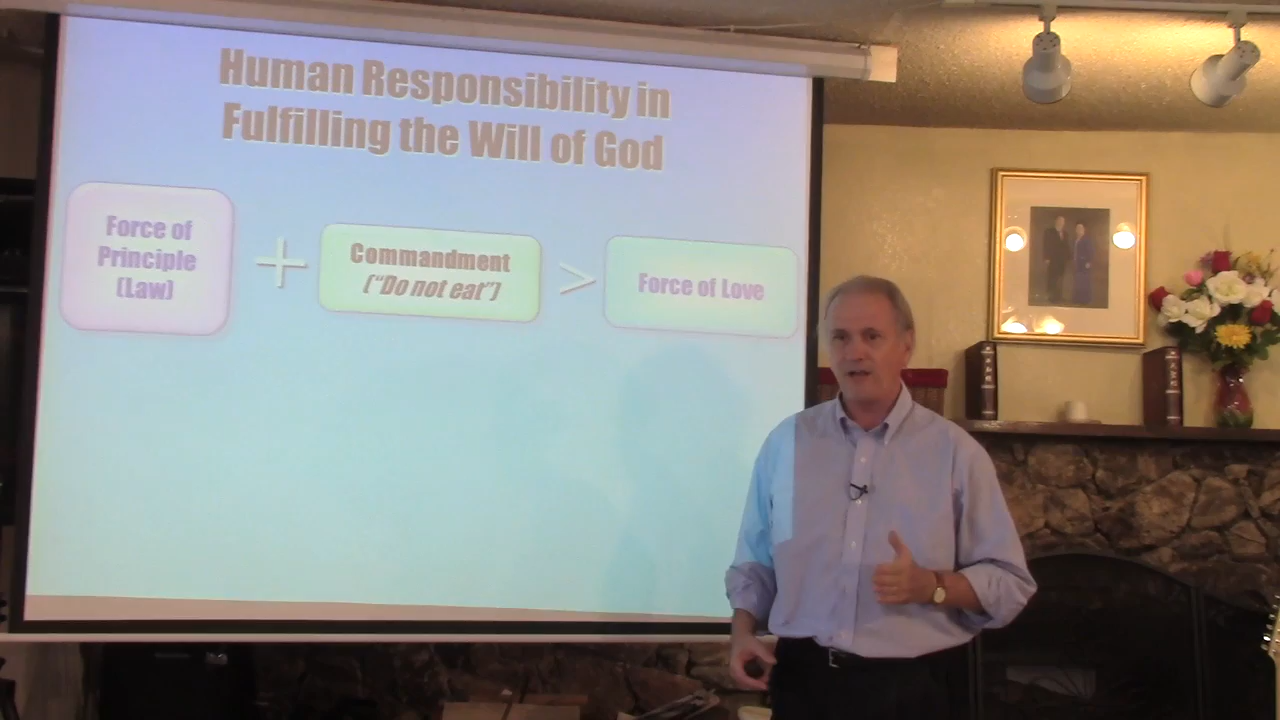 Human Responsibility in
Fulfilling the Will of God
Force of
Principle
(Law)
+
Commandment
("Do not eat")
>
Force of Love